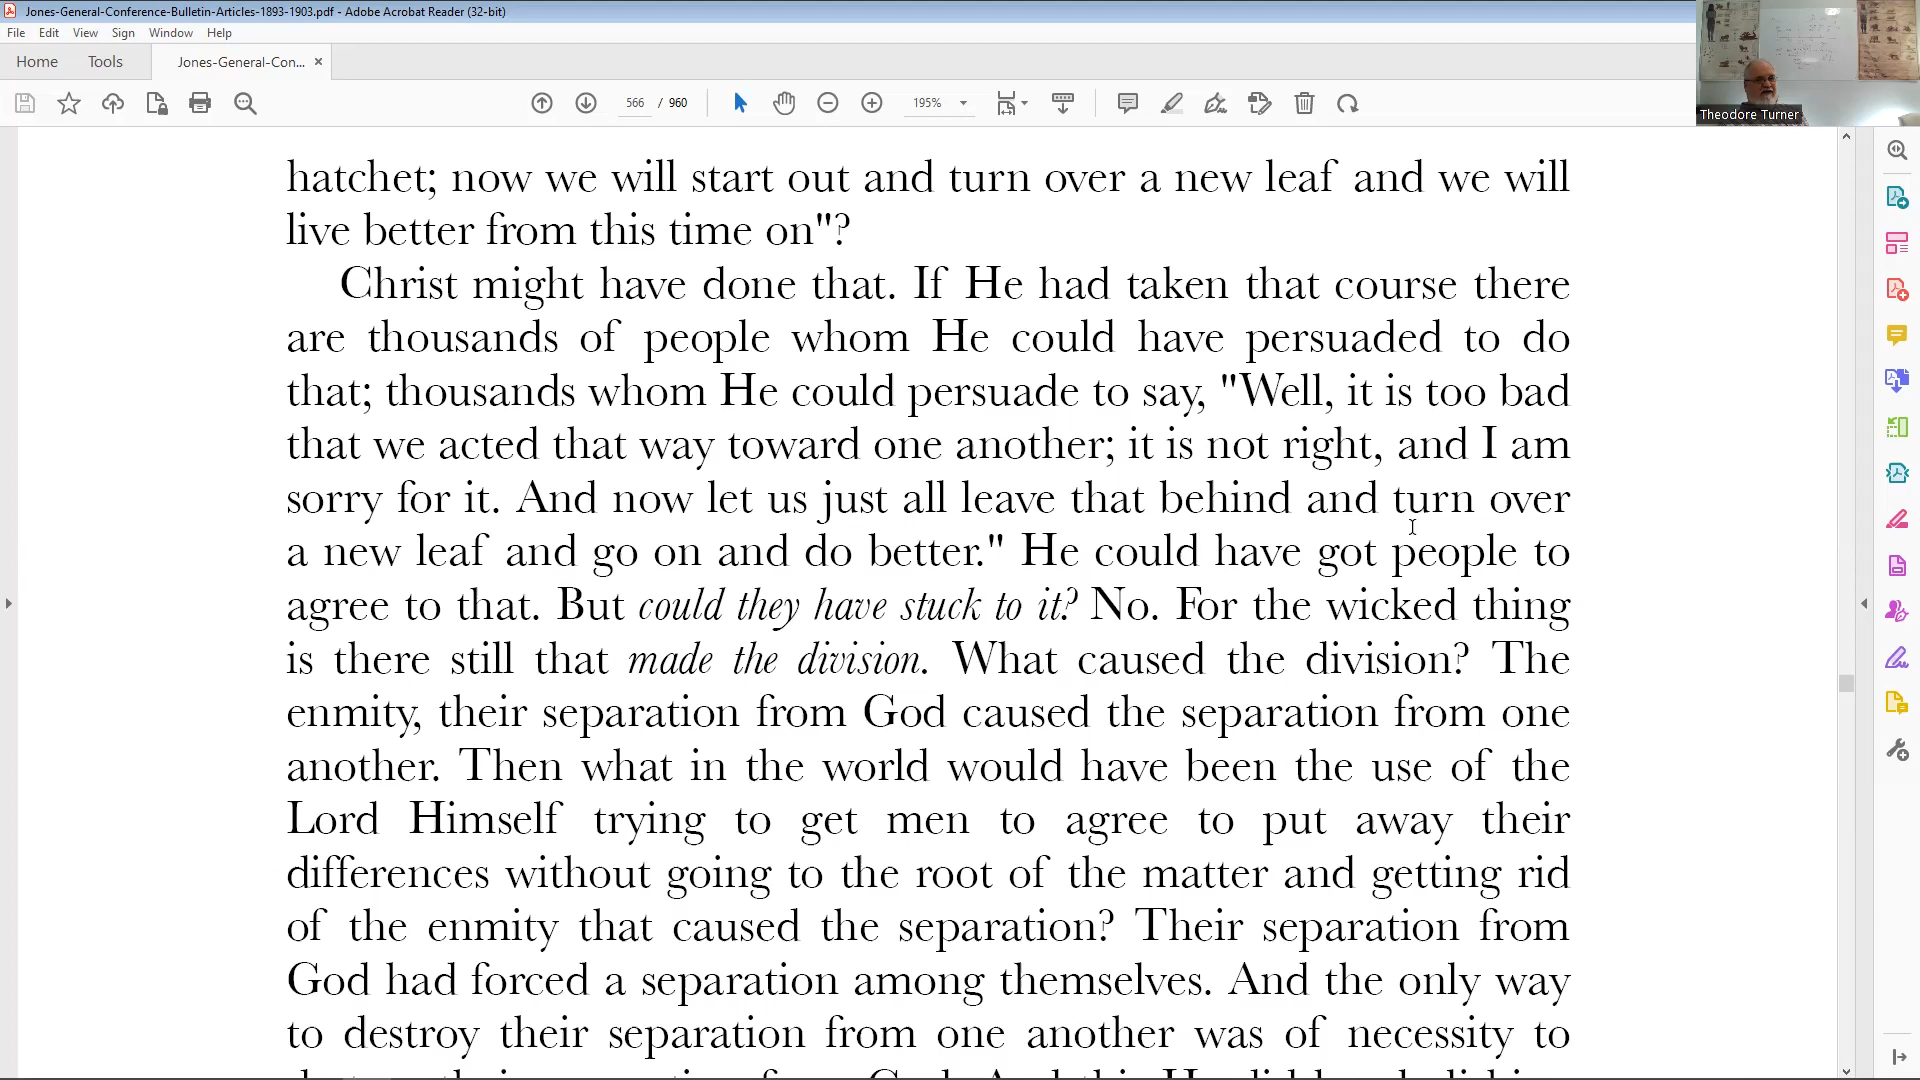 Jones-General-Conference-Bulletin-Articles-1893-1903.pdf - Adobe Acrobat Reader (32-bit)
File Edit View Sign Window Help
Home Tools Jones-General-Con... ×
566 / 960 195%
Theodore Turner
hatchet; now we will start out and turn over a new leaf and we will
live better from this time on"?
Christ might have done that. If He had taken that course there
are thousands of people whom He could have persuaded to do
that; thousands whom He could persuade to say, "Well, it is too bad
that we acted that way toward one another; it is not right, and I am
sorry for it. And now let us just all leave that behind and turn over
a new leaf and go on and do better." He could have got people to
agree to that. But could they have stuck to it? No. For the wicked thing
is there still that made the division. What caused the division? The
enmity, their separation from God caused the separation from one
another. Then what in the world would have been the use of the
Lord Himself trying to get men to agree to put away their
differences without going to the root of the matter and getting rid
of the enmity that caused the separation? Their separation from
God had forced a separation among themselves. And the only way
to destroy their separation from one another was of necessity to